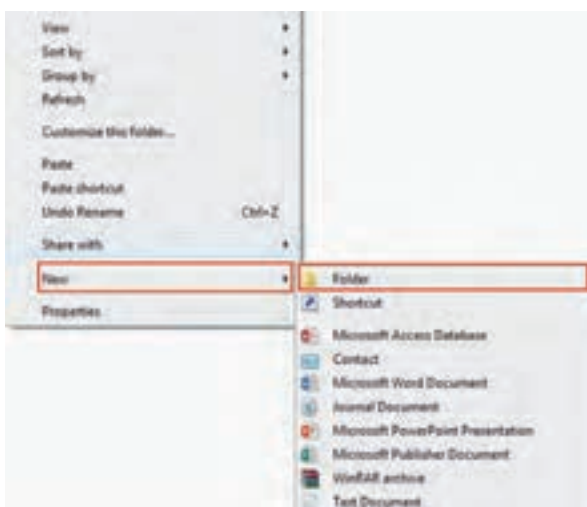 View
Sort by
Group by
Refresh
Customize this folder...
Paste
Paste shortcut
Undo Rename Ctrl+Z
Share with
New
Properties
Folder
Shortcut
Microsoft Access Database
Contact
Microsoft Word Document
Journal Document
Microsoft PowerPoint Presentation
Microsoft Publisher Document
WinRAR archive
Text Document